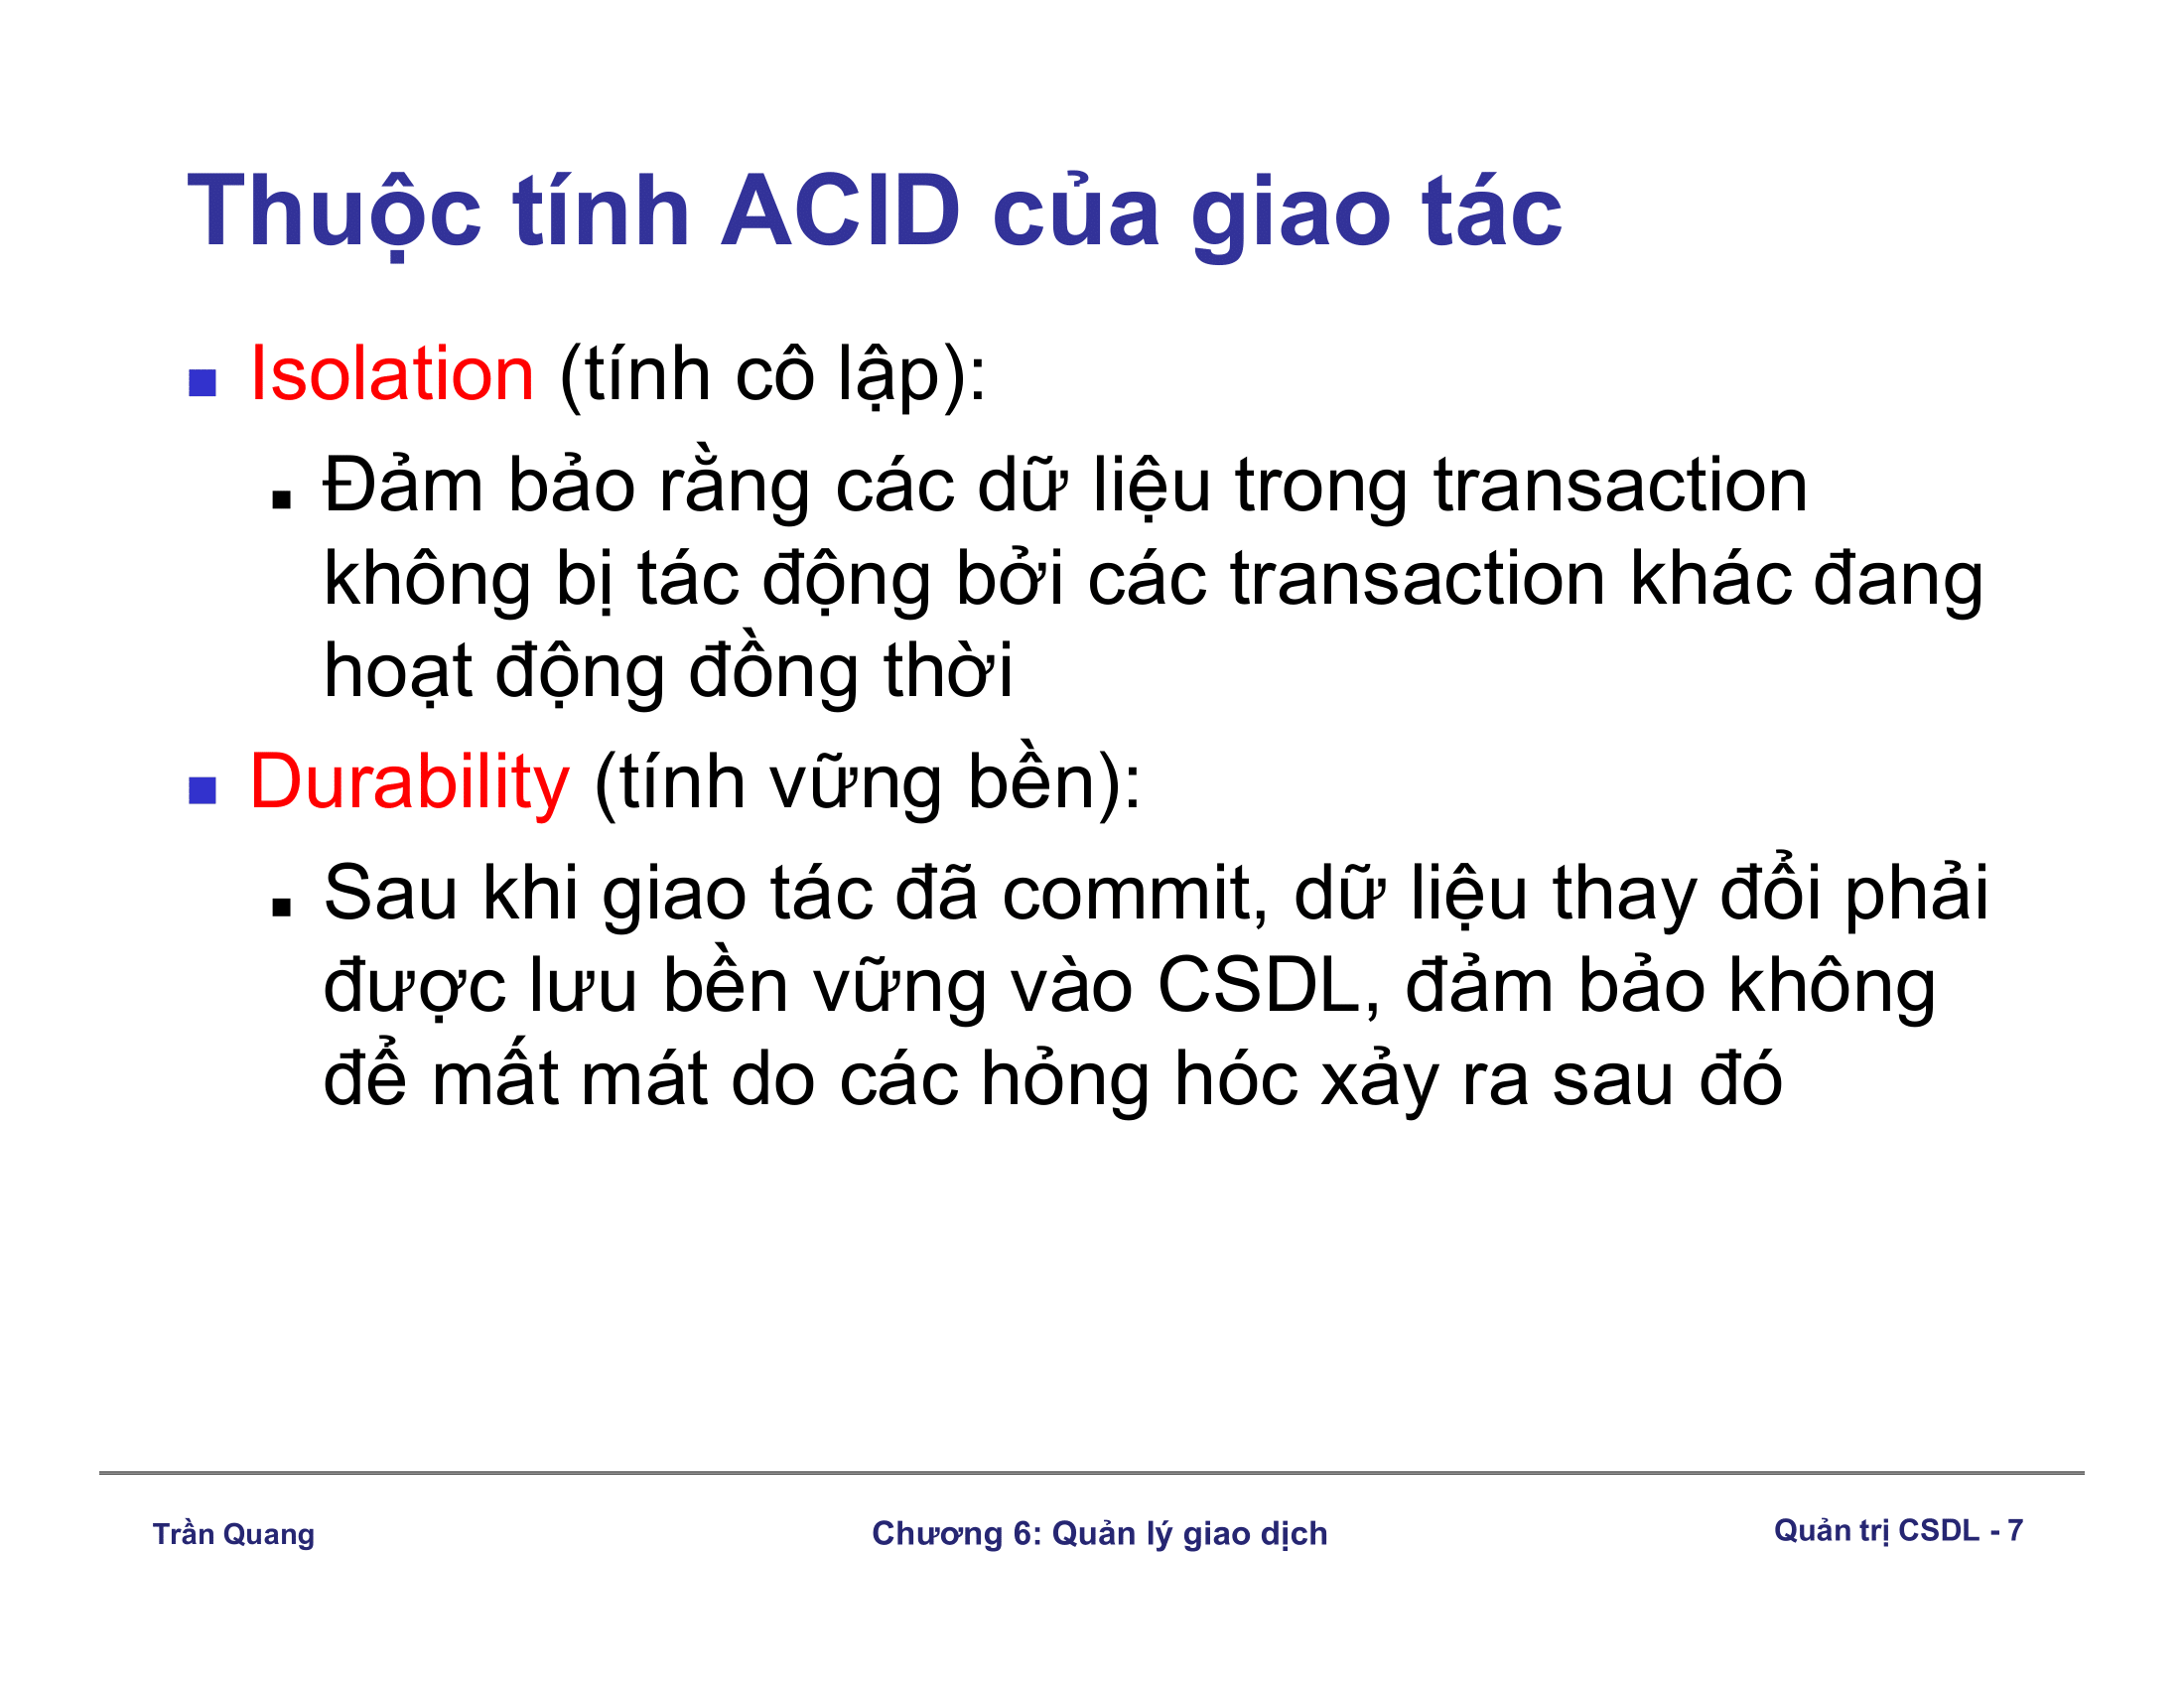 Thuộc tính ACID của giao tác
Isolation (tính cô lập):
Đảm bảo rằng các dữ liệu trong transaction
không bị tác động bởi các transaction khác đang
hoạt động đồng thời
Durability (tính vững bền):
Sau khi giao tác đã commit, dữ liệu thay đổi phải
được lưu bền vững vào CSDL, đảm bảo không
để mất mát do các hỏng hóc xảy ra sau đó
Trần Quang
Chương 6: Quản lý giao dịch
Quản trị CSDL - 7